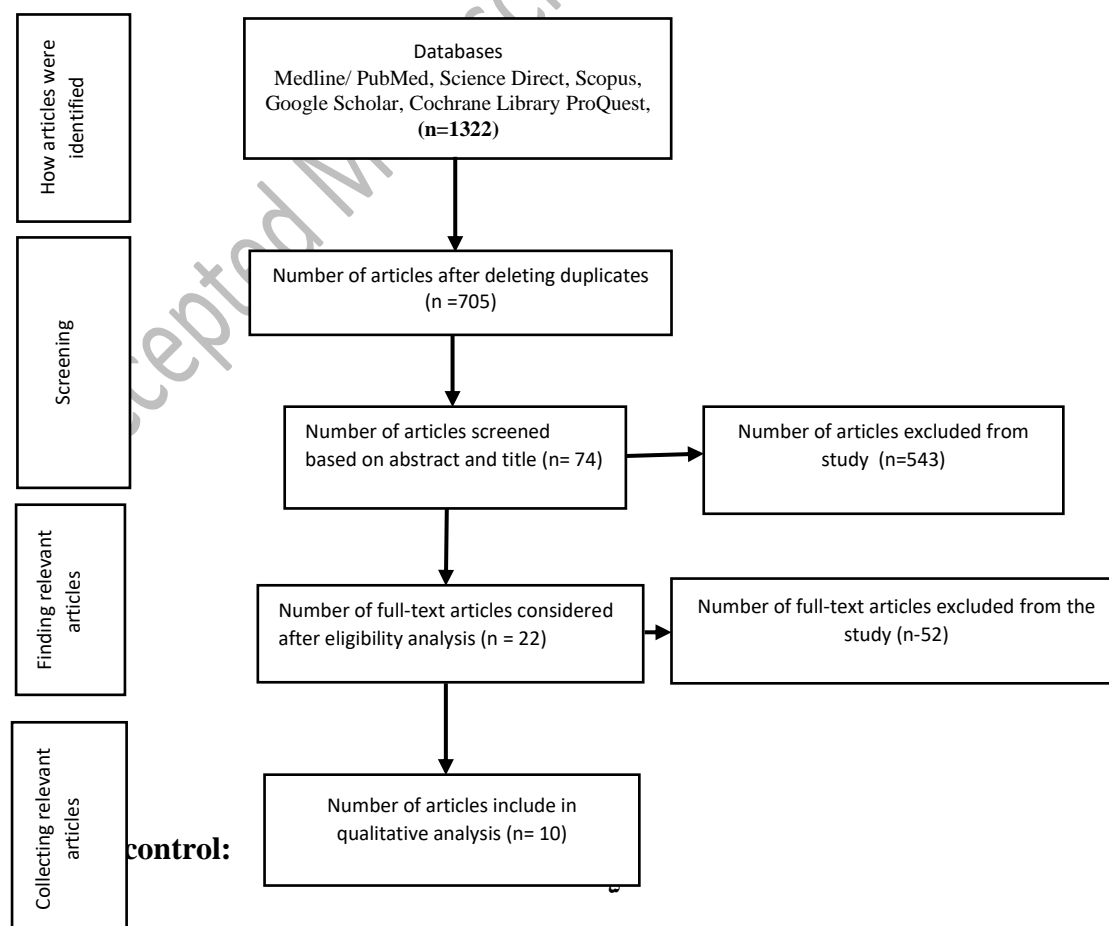 How articles were
identified
Databases
Medline/ PubMed, Science Direct, Scopus,
Google Scholar, Cochrane Library ProQuest,
(n=1322)
Screening
Number of articles after deleting duplicates
(n =705)
Number of articles screened
based on abstract and title (n= 74)
Number of articles excluded from
study (n=543)
Finding relevant
articles
Number of full-text articles considered
after eligibility analysis (n = 22)
Number of full-text articles excluded from the
study (n-52)
Collecting relevant
articles
Number of articles include in
qualitative analysis (n= 10)
control: